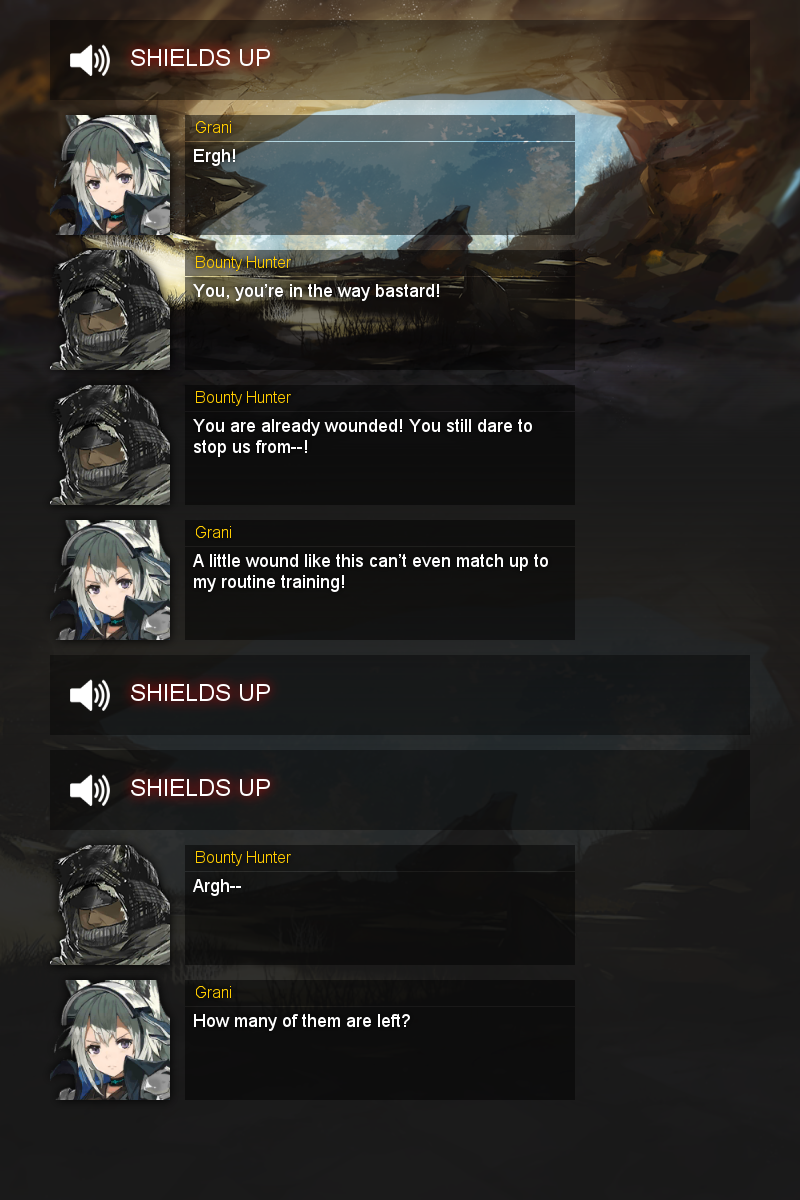 SHIELDS UP
Grani
Ergh!
Bounty Hunter
You, you’re in the way bastard!
Bounty Hunter
You are already wounded! You still dare to
stop us from--!
Grani
A little wound like this can’t even match up to
my routine training!
SHIELDS UP
SHIELDS UP
Bounty Hunter
Argh--
Grani
How many of them are left?